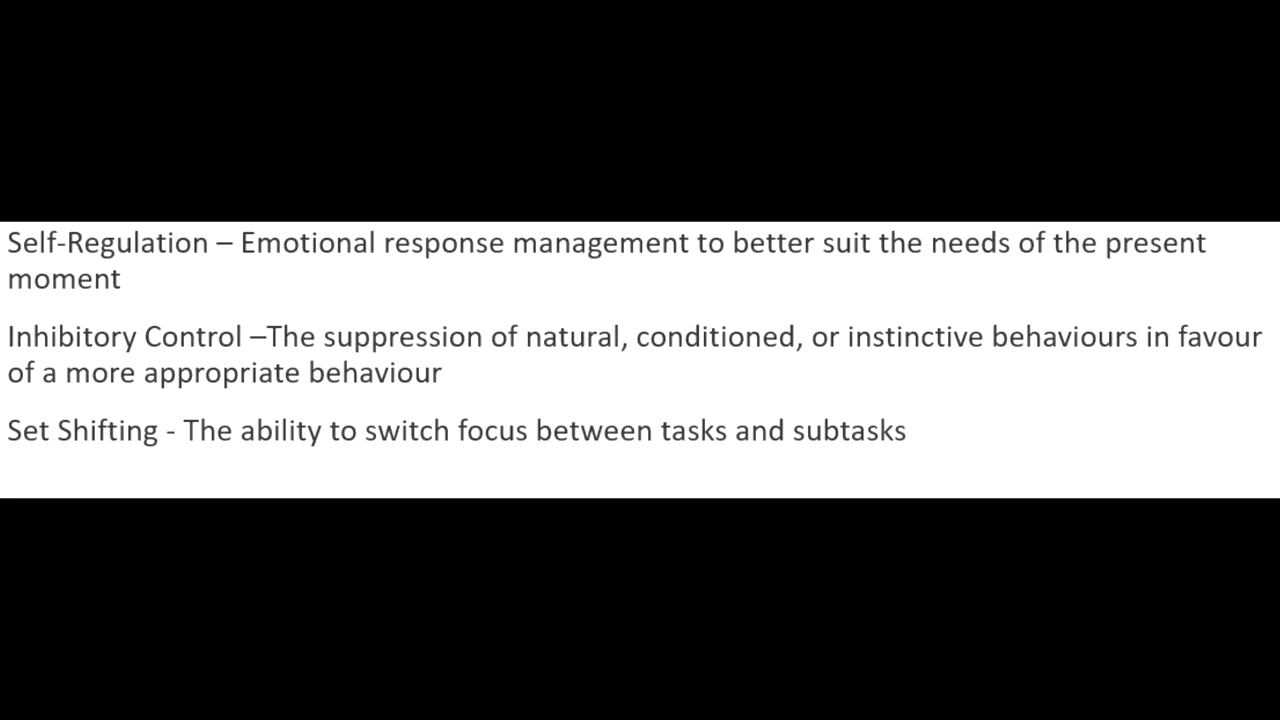 Self-Regulation – Emotional response management to better suit the needs of the present
moment
Inhibitory Control –The suppression of natural, conditioned, or instinctive behaviours in favour
of a more appropriate behaviour
Set Shifting - The ability to switch focus between tasks and subtasks